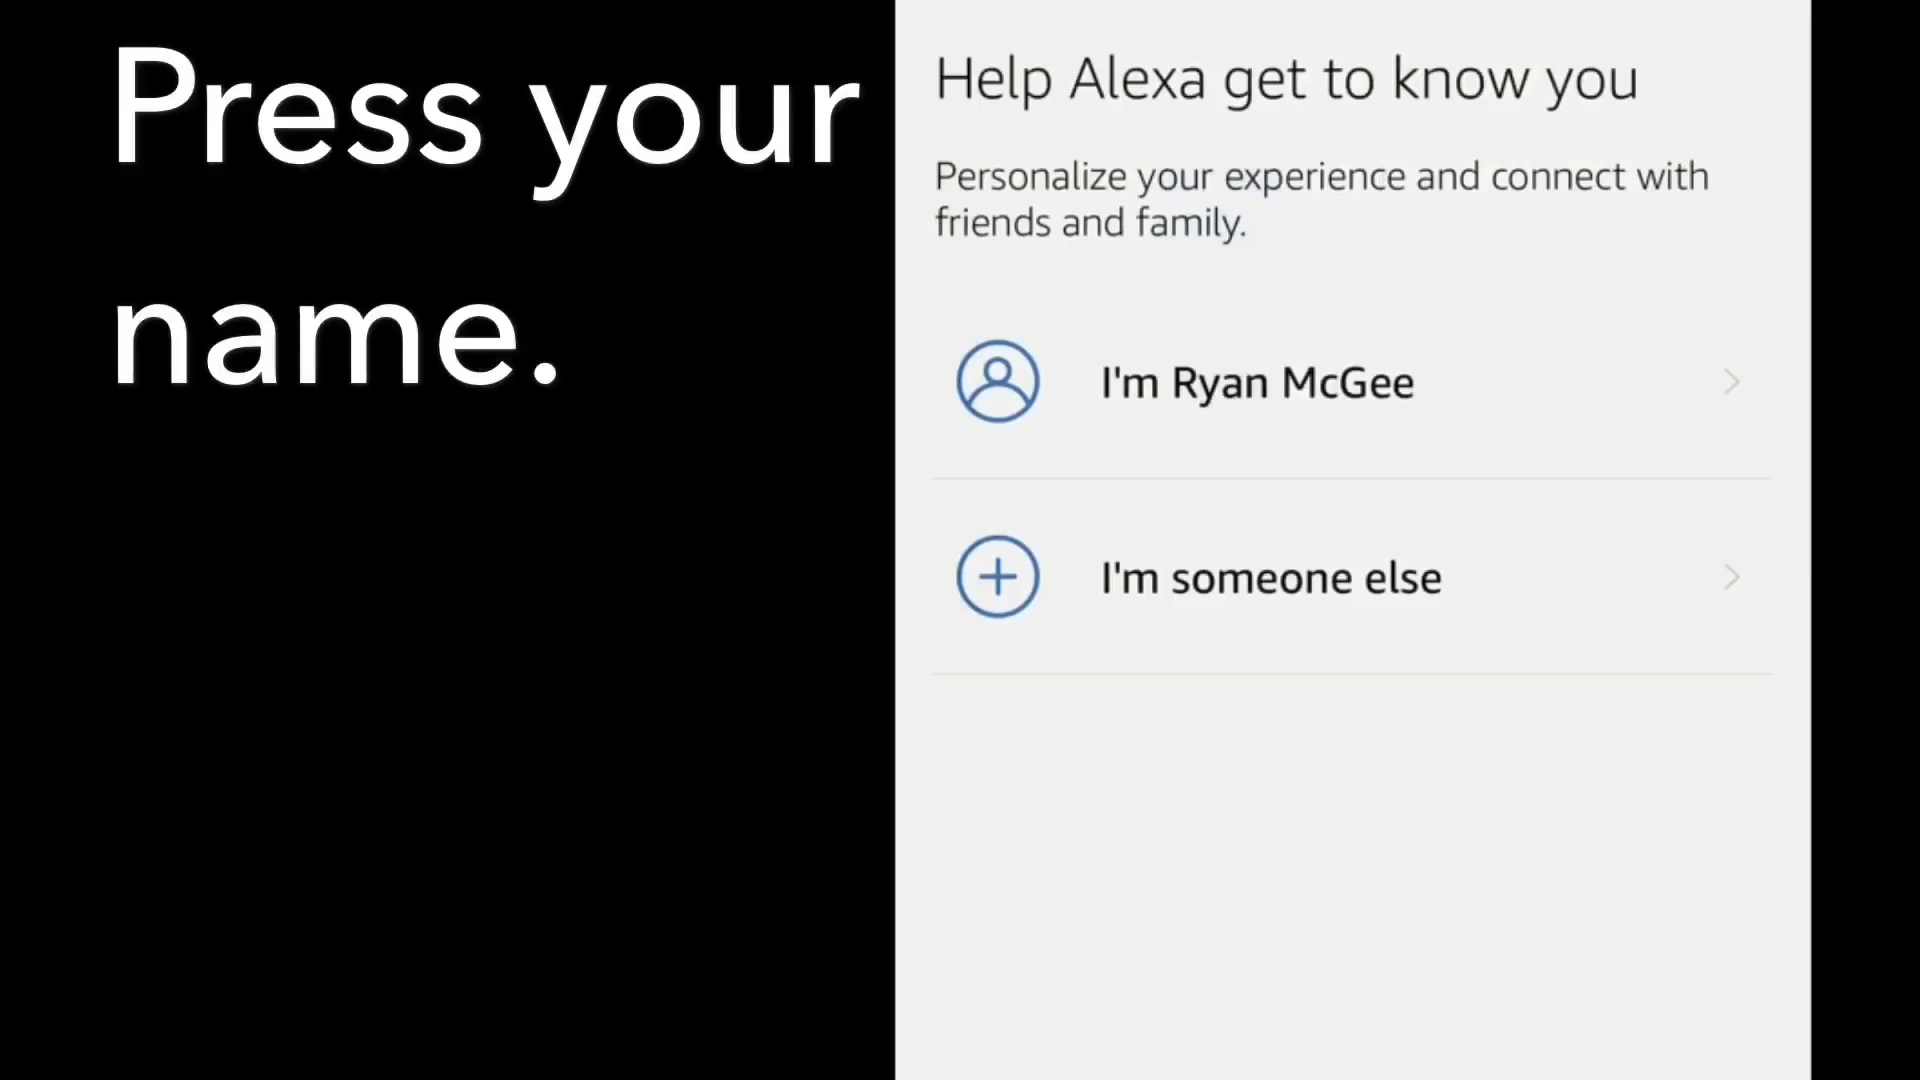 Press your
name.
Help Alexa get to know you
Personalize your experience and connect with
friends and family.
I'm Ryan McGee
I'm someone else